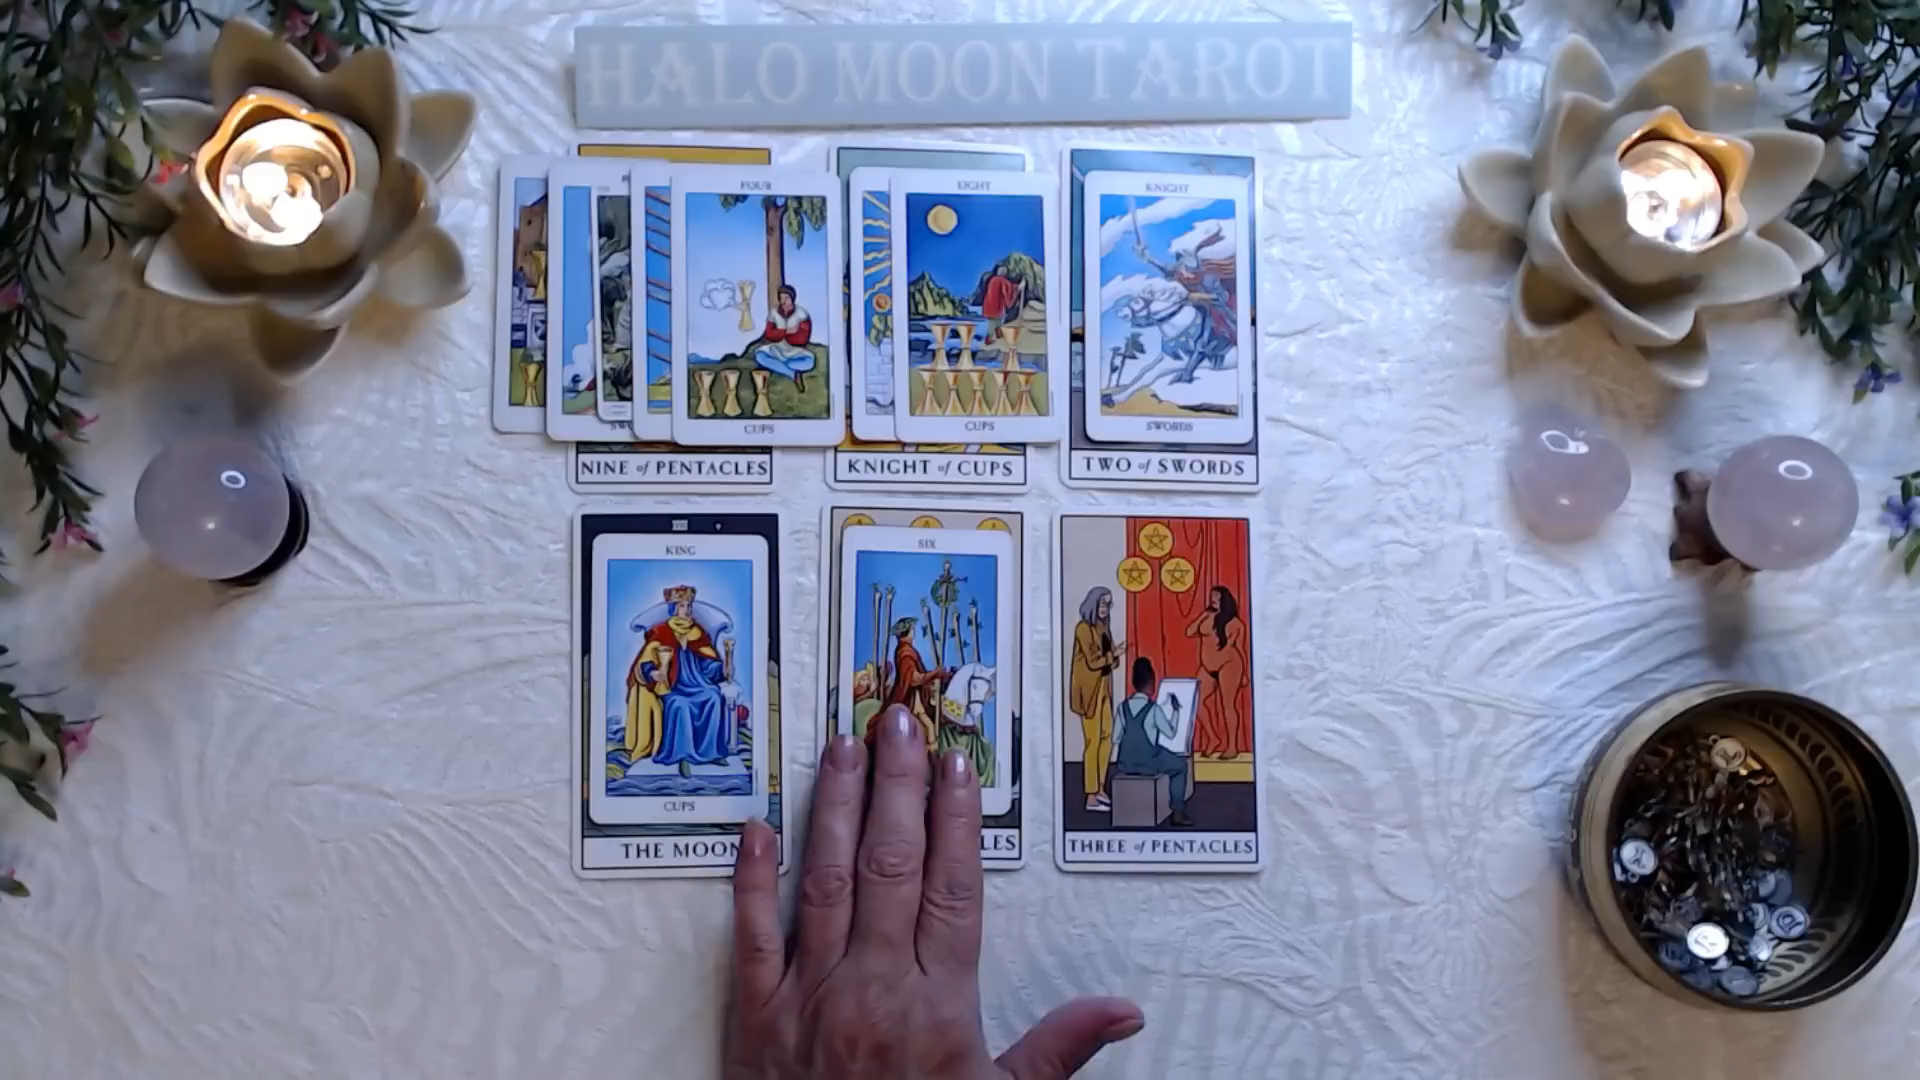 HALO MOON TAROT
FOUR
CUPS
EIGHT
CUPS
KNIGHT
SWORDS
NINE of PENTACLES
KNIGHT of CUPS
TWO of SWORDS
KING
CUPS
THE MOON
SIX
LES
THREE of PENTACLES